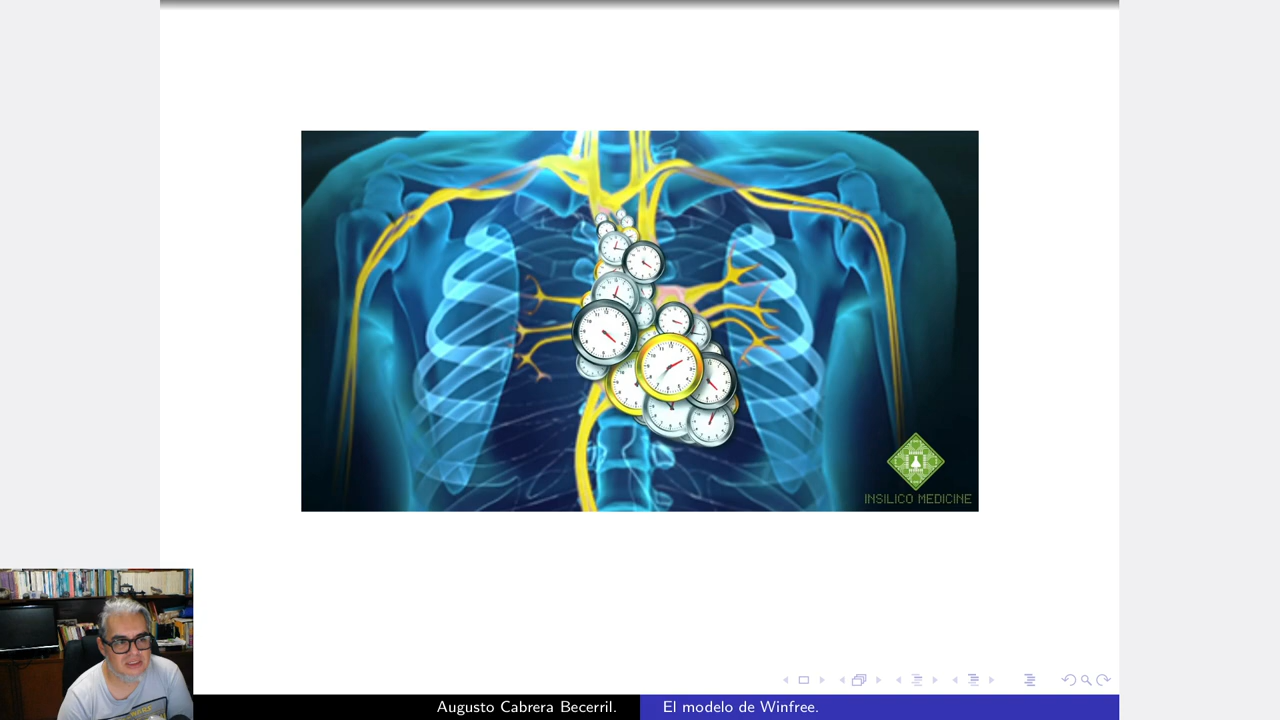 INSILICO MEDICINE
Augusto Cabrera Becerril.
El modelo de Winfree.